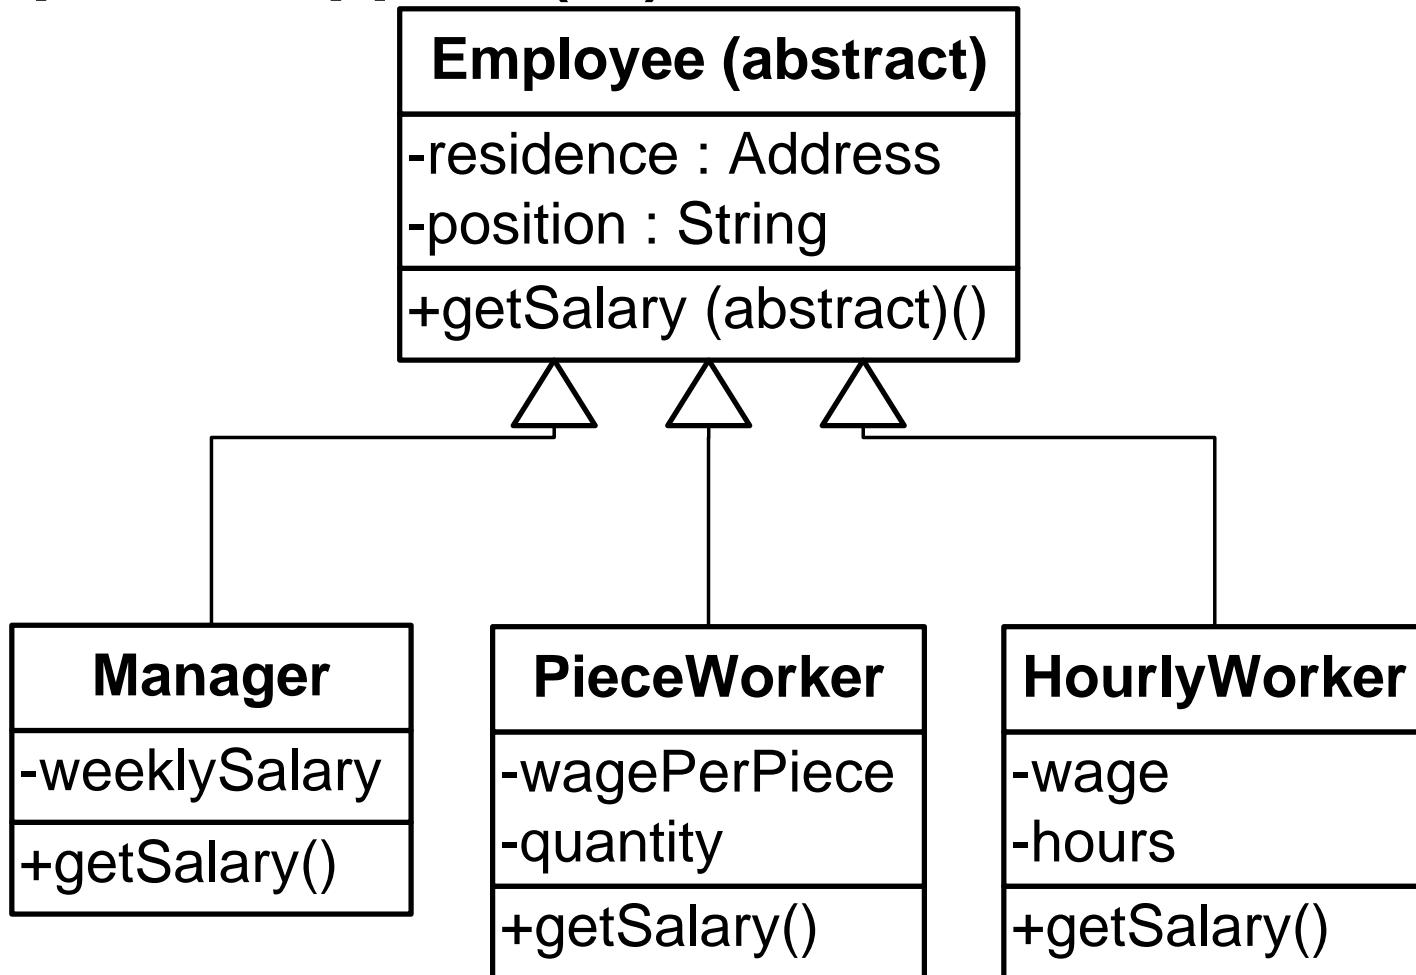 Employee (abstract)
-residence : Address
-position : String
+getSalary (abstract)()
Manager
-weeklySalary
+getSalary()
PieceWorker
-wagePerPiece
-quantity
+getSalary()
HourlyWorker
-wage
-hours
+getSalary()